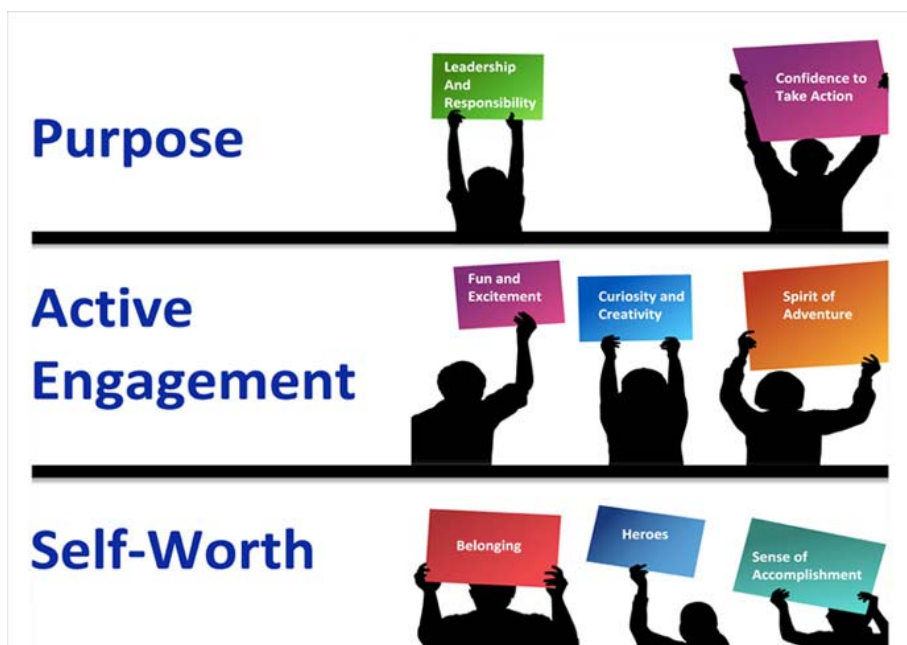 Purpose
Leadership
And
Responsibility
Confidence to
Take Action
Active
Engagement
Fun and
Excitement
Curiosity and
Creativity
Spirit of
Adventure
Self-Worth
Belonging
Heroes
Sense of
Accomplishment